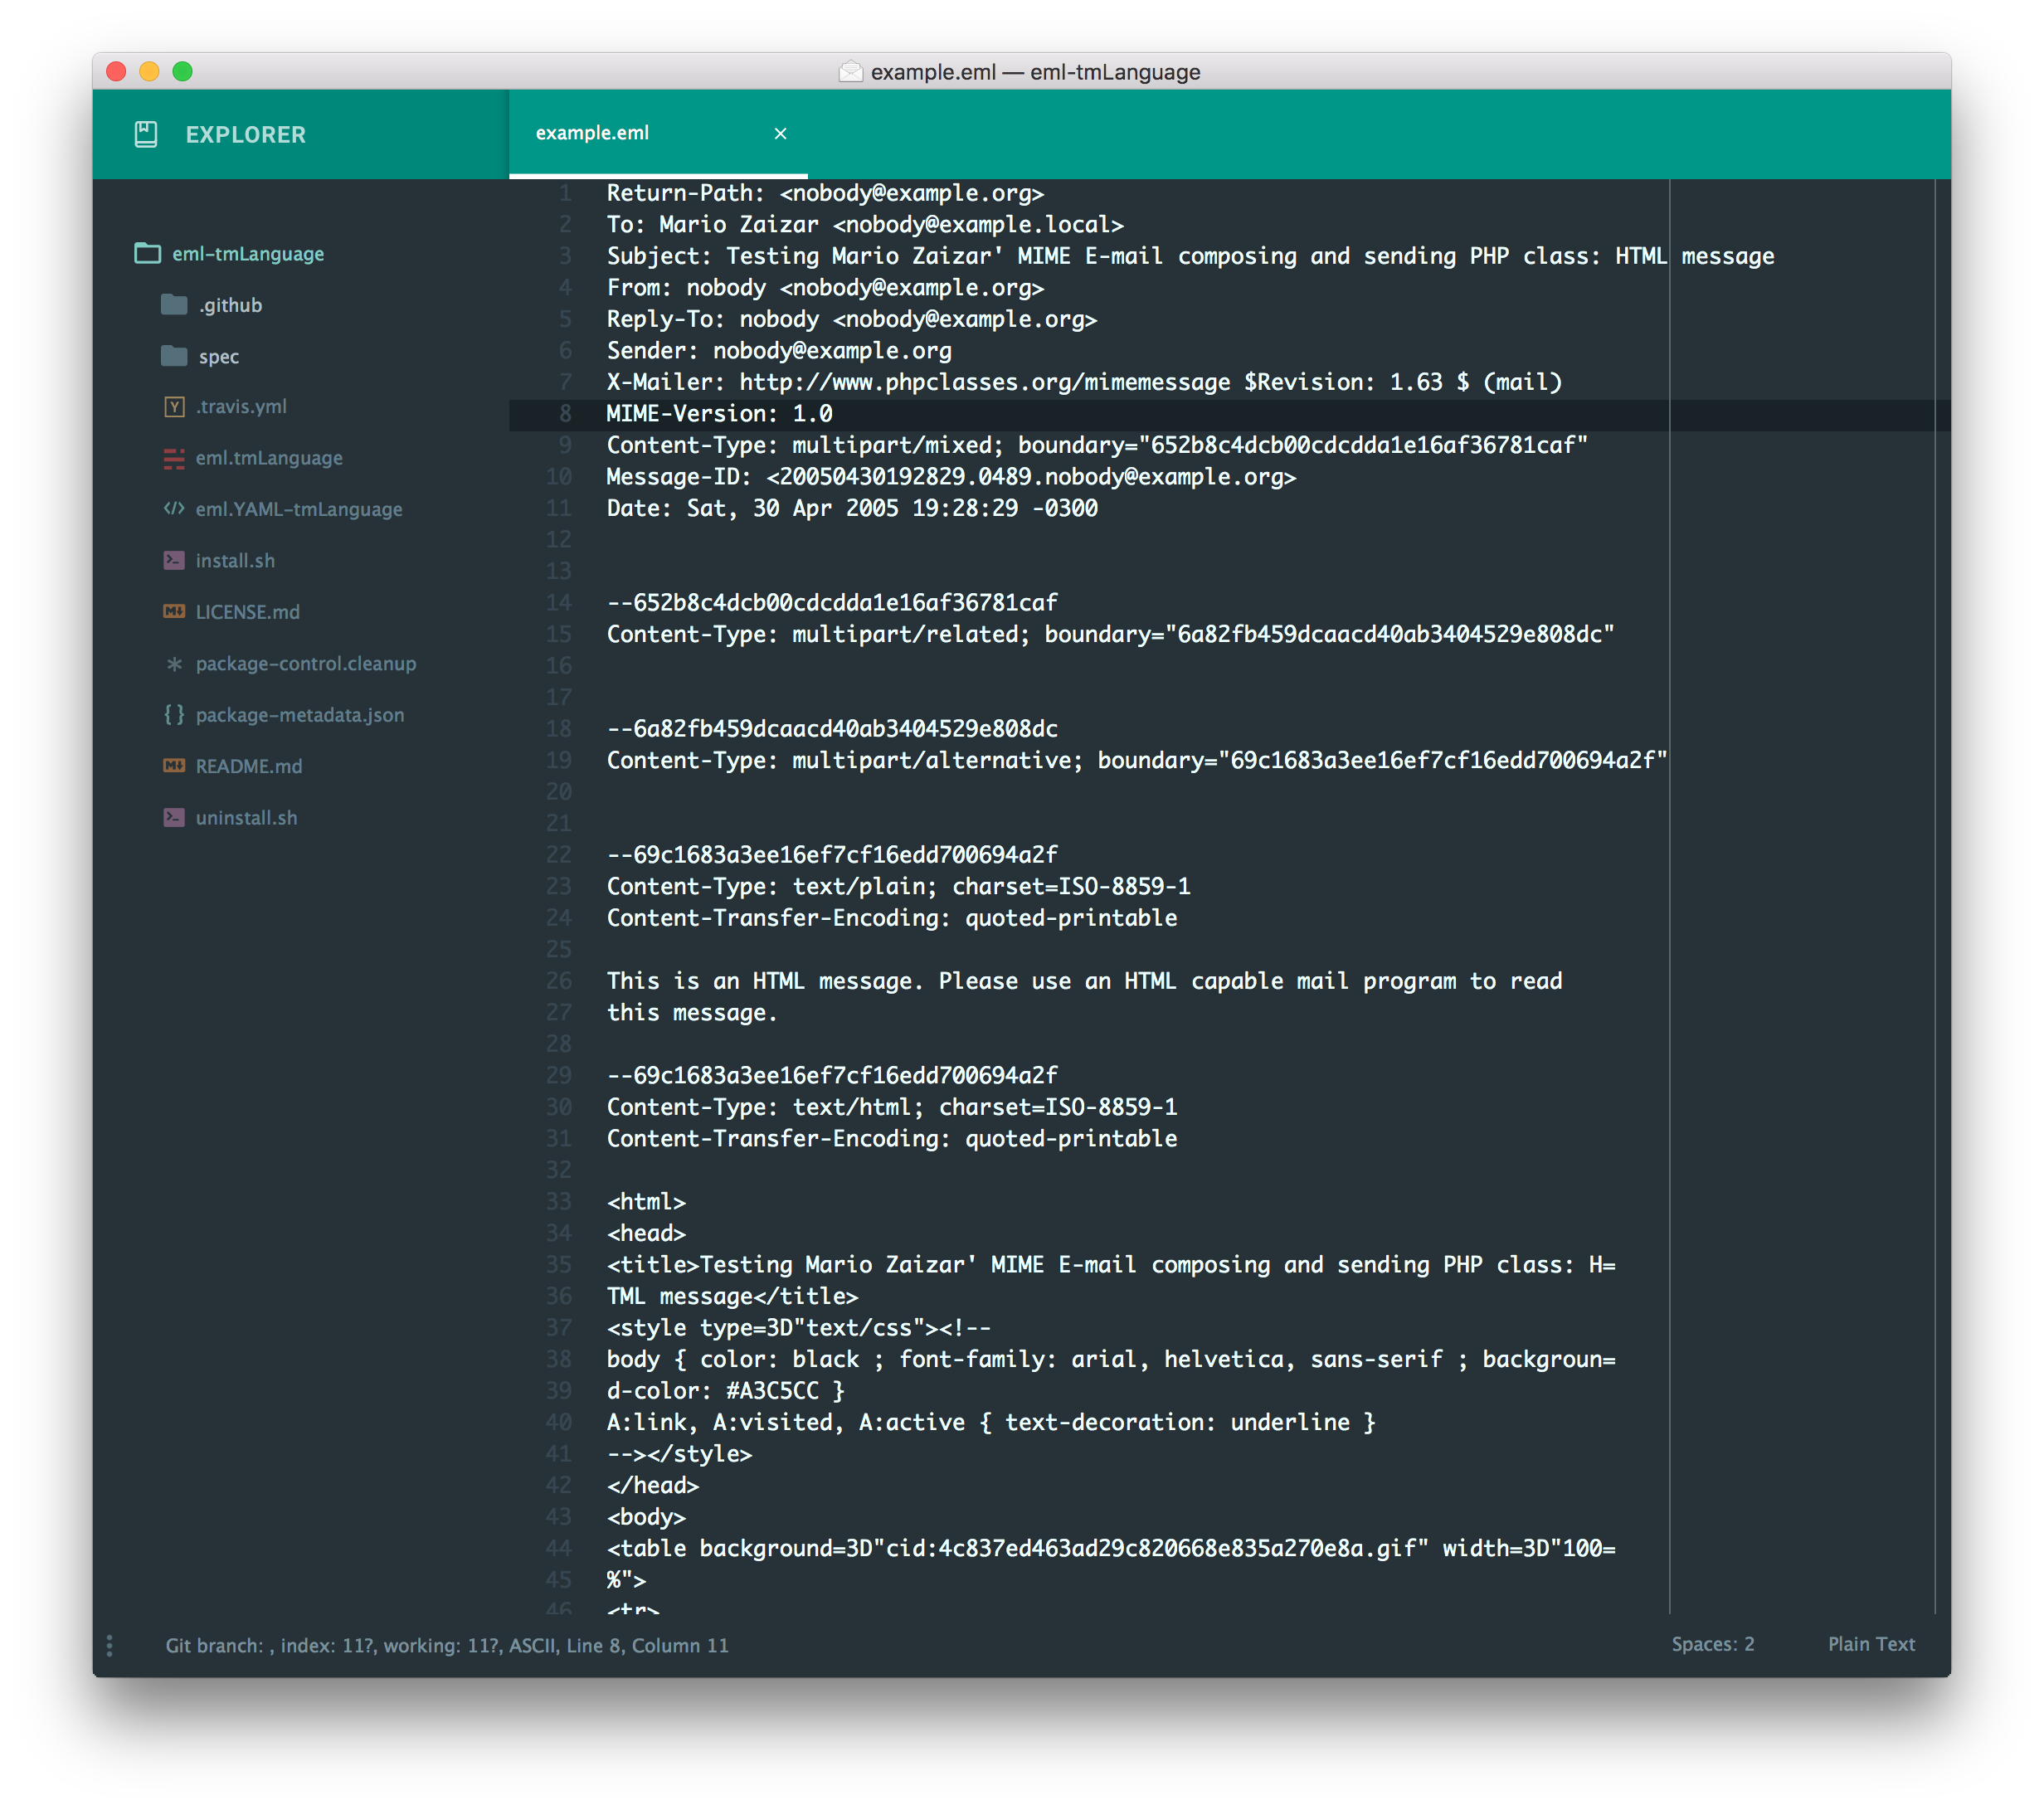 example.eml — eml-tmLanguage
EXPLORER
example.eml ×
eml-tmLanguage
.github
spec
.travis.yml
eml.tmLanguage
eml.YAML-tmLanguage
install.sh
LICENSE.md
package-control.cleanup
package-metadata.json
README.md
uninstall.sh
1 Return-Path: <nobody@example.org>
2 To: Mario Zaizar <nobody@example.local>
3 Subject: Testing Mario Zaizar' MIME E-mail composing and sending PHP class: HTML message
4 From: nobody <nobody@example.org>
5 Reply-To: nobody <nobody@example.org>
6 Sender: nobody@example.org
7 X-Mailer: http://www.phpclasses.org/mimemessage $Revision: 1.63 $ (mail)
8 MIME-Version: 1.0
9 Content-Type: multipart/mixed; boundary="652b8c4dcb00cdcdda1e16af36781caf"
10 Message-ID: <20050430192829.0489.nobody@example.org>
11 Date: Sat, 30 Apr 2005 19:28:29 -0300
12
13
14 --652b8c4dcb00cdcdda1e16af36781caf
15 Content-Type: multipart/related; boundary="6a82fb459dcaacd40ab3404529e808dc"
16
17
18 --6a82fb459dcaacd40ab3404529e808dc
19 Content-Type: multipart/alternative; boundary="69c1683a3ee16ef7cf16edd700694a2f"
20
21
22 --69c1683a3ee16ef7cf16edd700694a2f
23 Content-Type: text/plain; charset=ISO-8859-1
24 Content-Transfer-Encoding: quoted-printable
25
26 This is an HTML message. Please use an HTML capable mail program to read
27 this message.
28
29 --69c1683a3ee16ef7cf16edd700694a2f
30 Content-Type: text/html; charset=ISO-8859-1
31 Content-Transfer-Encoding: quoted-printable
32
33 <html>
34 <head>
35 <title>Testing Mario Zaizar' MIME E-mail composing and sending PHP class: H=
36 TML message</title>
37 <style type=3D"text/css"><!--
38 body { color: black ; font-family: arial, helvetica, sans-serif ; backgroun=
39 d-color: #A3C5CC }
40 A:link, A:visited, A:active { text-decoration: underline }
41 --></style>
42 </head>
43 <body>
44 <table background=3D"cid:4c837ed463ad29c820668e835a270e8a.gif" width=3D"100=
45 %">
46 <tr>
Git branch: , index: 11?, working: 11?, ASCII, Line 8, Column 11
Spaces: 2
Plain Text